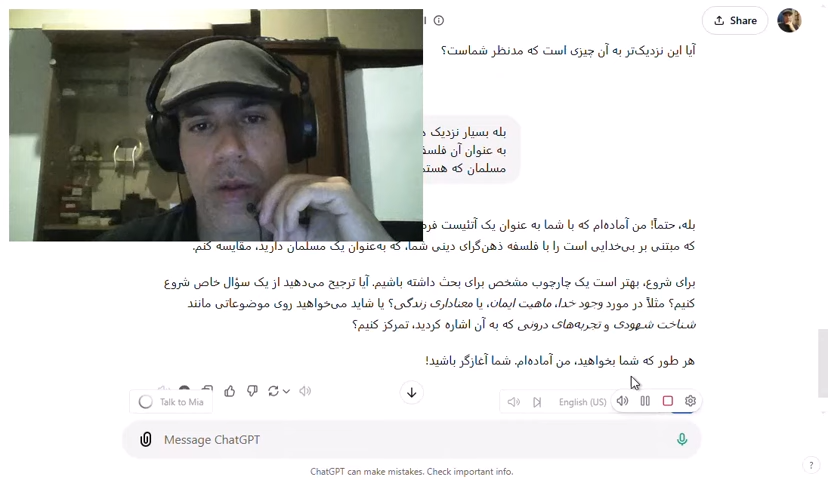 Share
آیا این نزدیک‌تر به آن چیزی است که مدنظر شماست؟
بله بسیار نزدیک
به عنوان آن
مسلمان که
بله، حتماً! من آماده‌ام که با شما به عنوان یک آتئیست
که مبتنی بر بی‌خدایی است را با فلسفه ذهن‌گرای دینی شما، که به‌عنوان یک مسلمان دارید، مقایسه کنم.
برای شروع، بهتر است یک چارچوب مشخص برای بحث داشته باشیم. آیا ترجیح می‌دهید از یک سؤال خاص شروع
کنیم؟ مثلاً در مورد وجود خدا، ماهیت ایمان، یا معناداری زندگی؟ یا شاید می‌خواهید روی موضوعاتی مانند
شناخت شهودی و تجربه‌های درونی که به آن اشاره کردید، تمرکز کنیم؟
هر طور که شما بخواهید، من آماده‌ام. شما آغازگر باشید!
Talk to Mia
English (US)
Message ChatGPT
ChatGPT can make mistakes. Check important info.
?